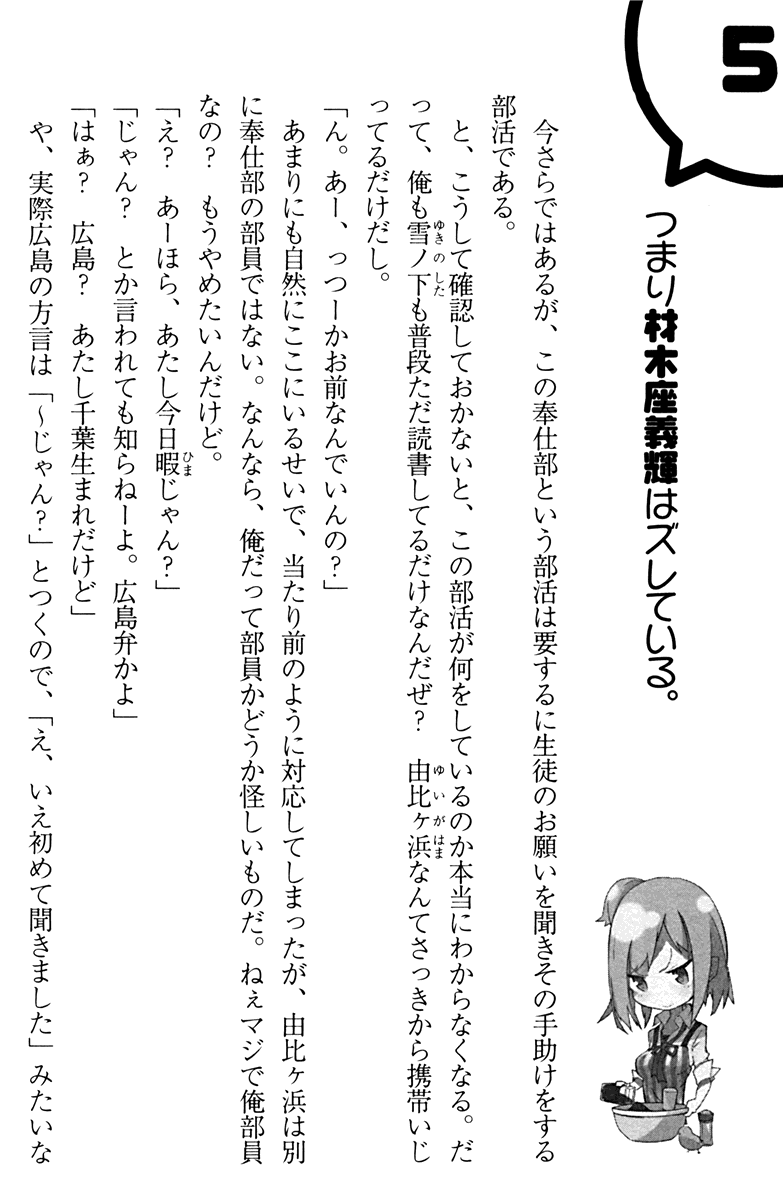 5
つまり材木座義輝はズレている。
今さらではあるが、この奉仕部という部活は要するに生徒のお願いを聞きその手助けをする
部活である。
と、こうして確認しておかないと、この部活が何をしているのか本当にわからなくなる。だ
って、俺も雪ノ下も普段ただ読書してるだけなんだぜ？　由比ヶ浜なんてさっきから携帯いじ
ってるだけだし。
「ん。あー、っつーかお前なんでいんの？」
あまりにも自然にここにいるせいで、当たり前のように対応してしまったが、由比ヶ浜は別
に奉仕部の部員ではない。なんなら、俺だって部員かどうか怪しいものだ。ねぇマジで俺部員
なの？　もうやめたいんだけど。
「え？　あーほら、あたし今日暇じゃん？」
「じゃん？　とか言われても知らねーよ。広島弁かよ」
「はぁ？　広島？　あたし千葉生まれだけど」
や、実際広島の方言は「～じゃん？」とつくので、「え、いえ初めて聞きました」みたいな